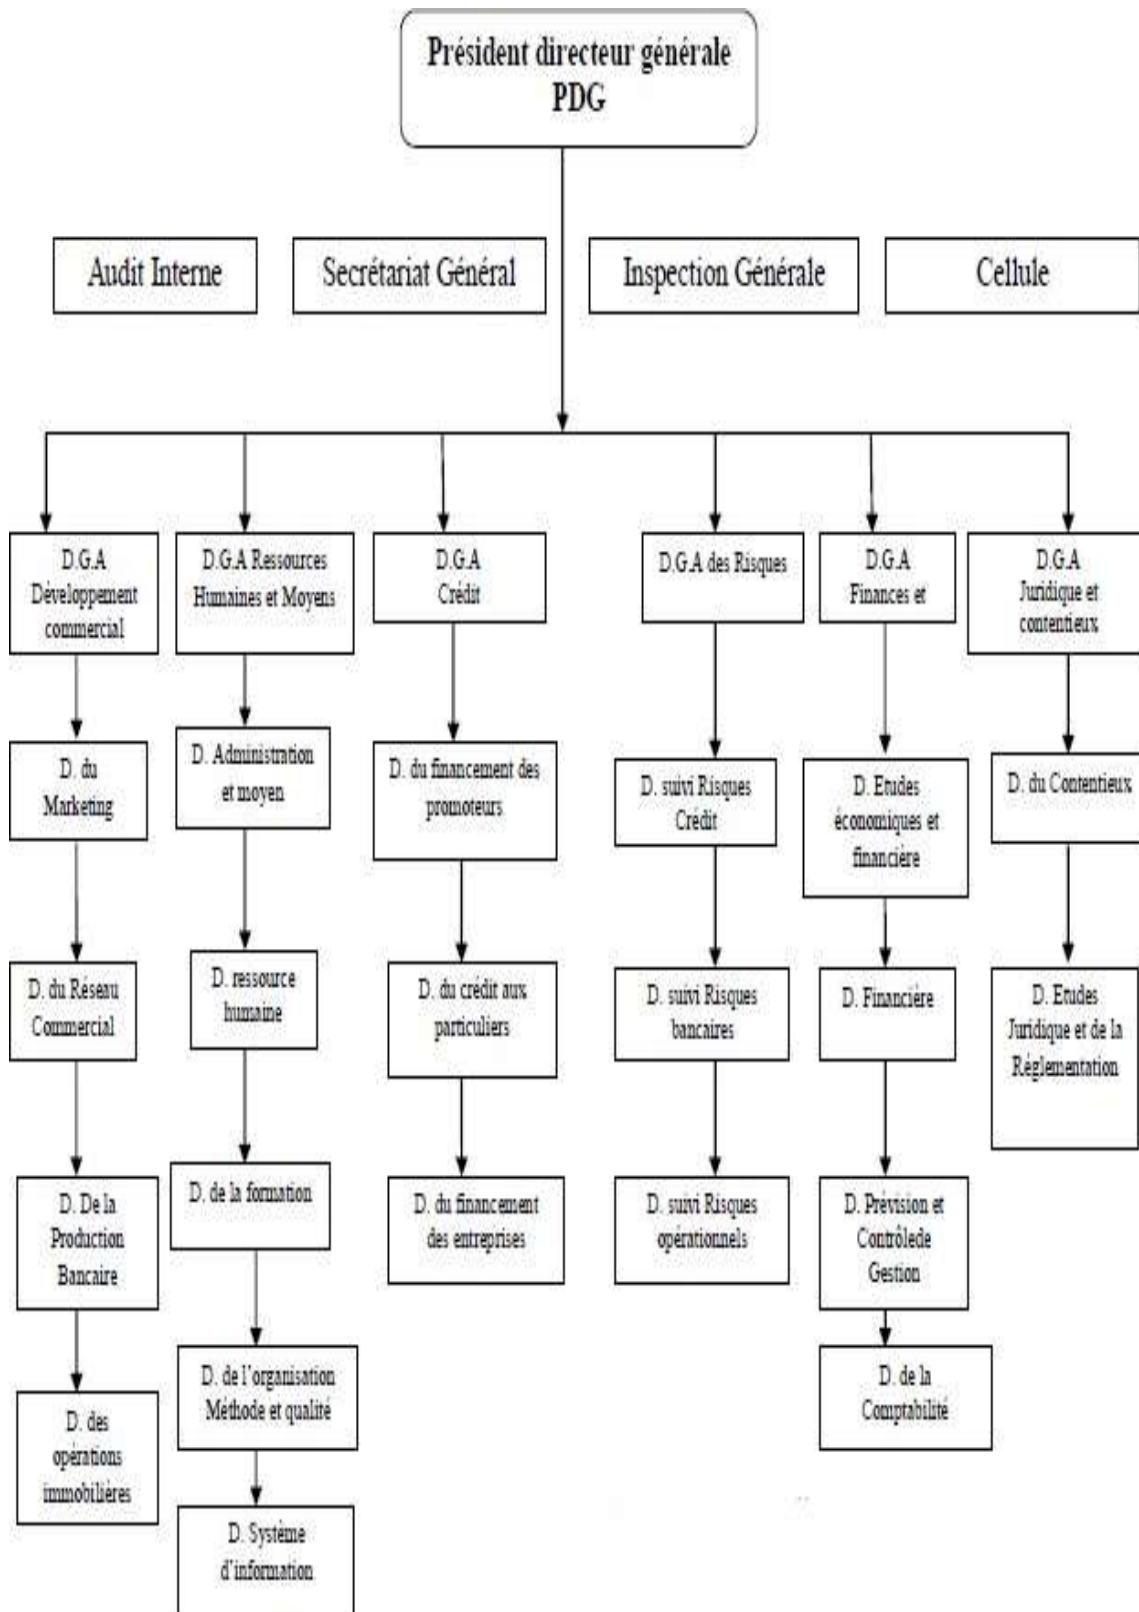 Président directeur générale
PDG
Audit Interne
Secrétariat Général
Inspection Générale
Cellule
D.G.A
Développement
commercial
D.G.A Ressources
Humaines et Moyens
D.G.A
Crédit
D.G.A des Risques
D.G.A
Finances et
D.G.A
Juridique et
contentieux
D. du
Marketing
D. Administration
et moyen
D. du financement des
promoteurs
D. suivi Risques
Crédit
D. Etudes
économiques et
financière
D. du Contentieux
D. du Réseau
Commercial
D. ressource
humaine
D. du crédit aux
particuliers
D. suivi Risques
bancaires
D. Financière
D. Etudes
Juridique et de la
Réglementation
D. De la
Production
Bancaire
D. de la formation
D. du financement
des entreprises
D. suivi Risques
opérationnels
D. Prévision et
Contrôlede
Gestion
D. des
opérations
immobilières
D. de l'organisation
Méthode et qualité
D. de la
Comptabilité
D. Système
d'information